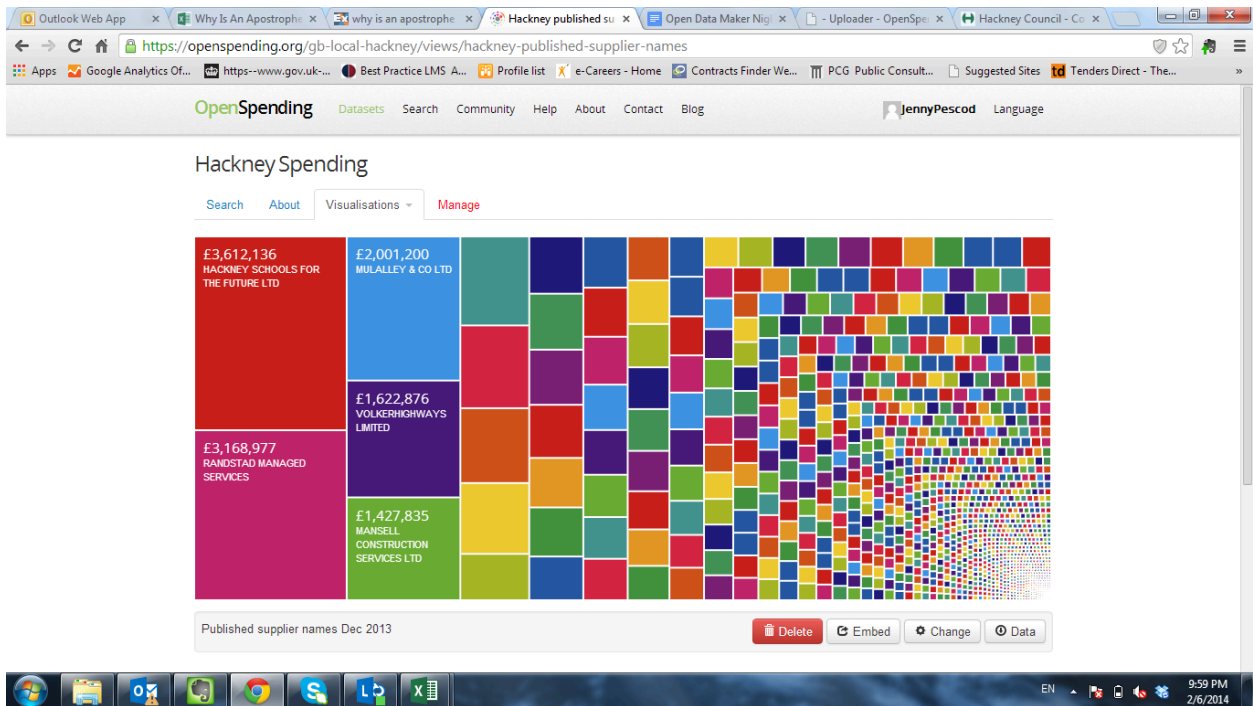 Outlook Web App
Why Is An Apostrophe
why is an apostrophe
Hackney published su
Open Data Maker Nigl
- Uploader - OpenSpe
Hackney Council - Co
https://openspending.org/gb-local-hackney/views/hackney-published-supplier-names
Apps
Google Analytics Of...
https--www.gov.uk-...
Best Practice LMS A...
Profile list
e-Careers - Home
Contracts Finder We...
PCG Public Consult...
Suggested Sites
td Tenders Direct - The...
»
OpenSpending
Datasets
Search
Community
Help
About
Contact
Blog
JennyPescod
Language
Hackney Spending
Search
About
Visualisations
Manage
£3,612,136
HACKNEY SCHOOLS FOR
THE FUTURE LTD
£3,168,977
RANDSTAD MANAGED
SERVICES
£2,001,200
MULALLEY & CO LTD
£1,622,876
VOLKERHIGHWAYS
LIMITED
£1,427,835
MANSELL
CONSTRUCTION
SERVICES LTD
Published supplier names Dec 2013
Delete
Embed
Change
Data
EN
9:59 PM
2/6/2014